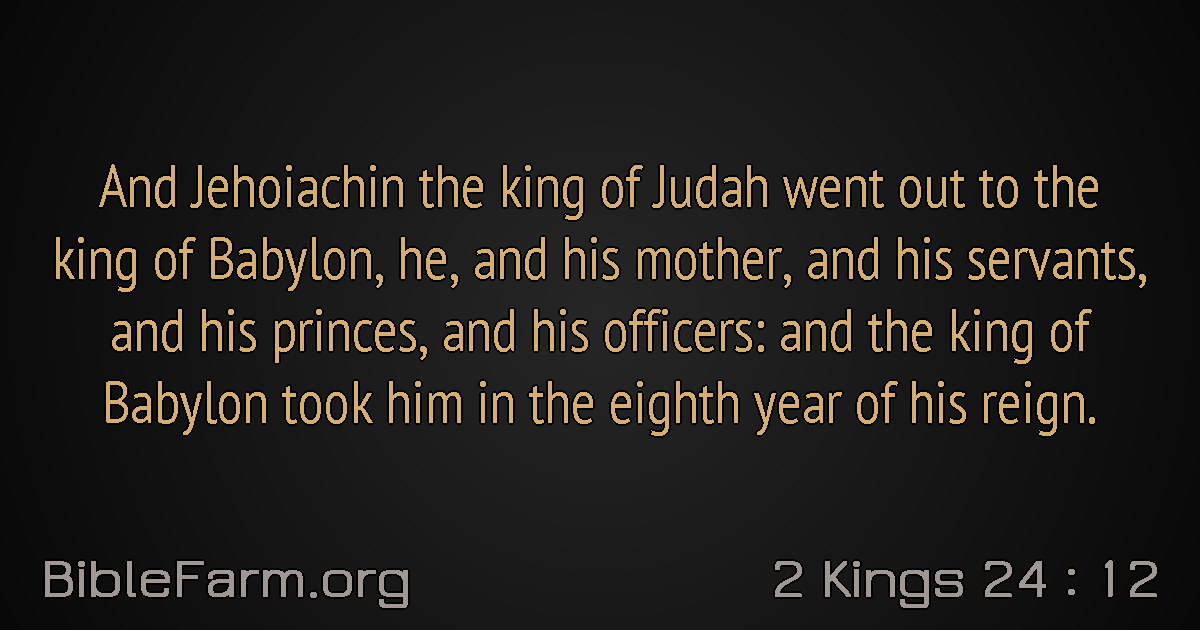 And Jehoiachin the king of Judah went out to the
king of Babylon, he, and his mother, and his servants,
and his princes, and his officers: and the king of
Babylon took him in the eighth year of his reign.
BibleFarm.org
2 Kings 24 : 12